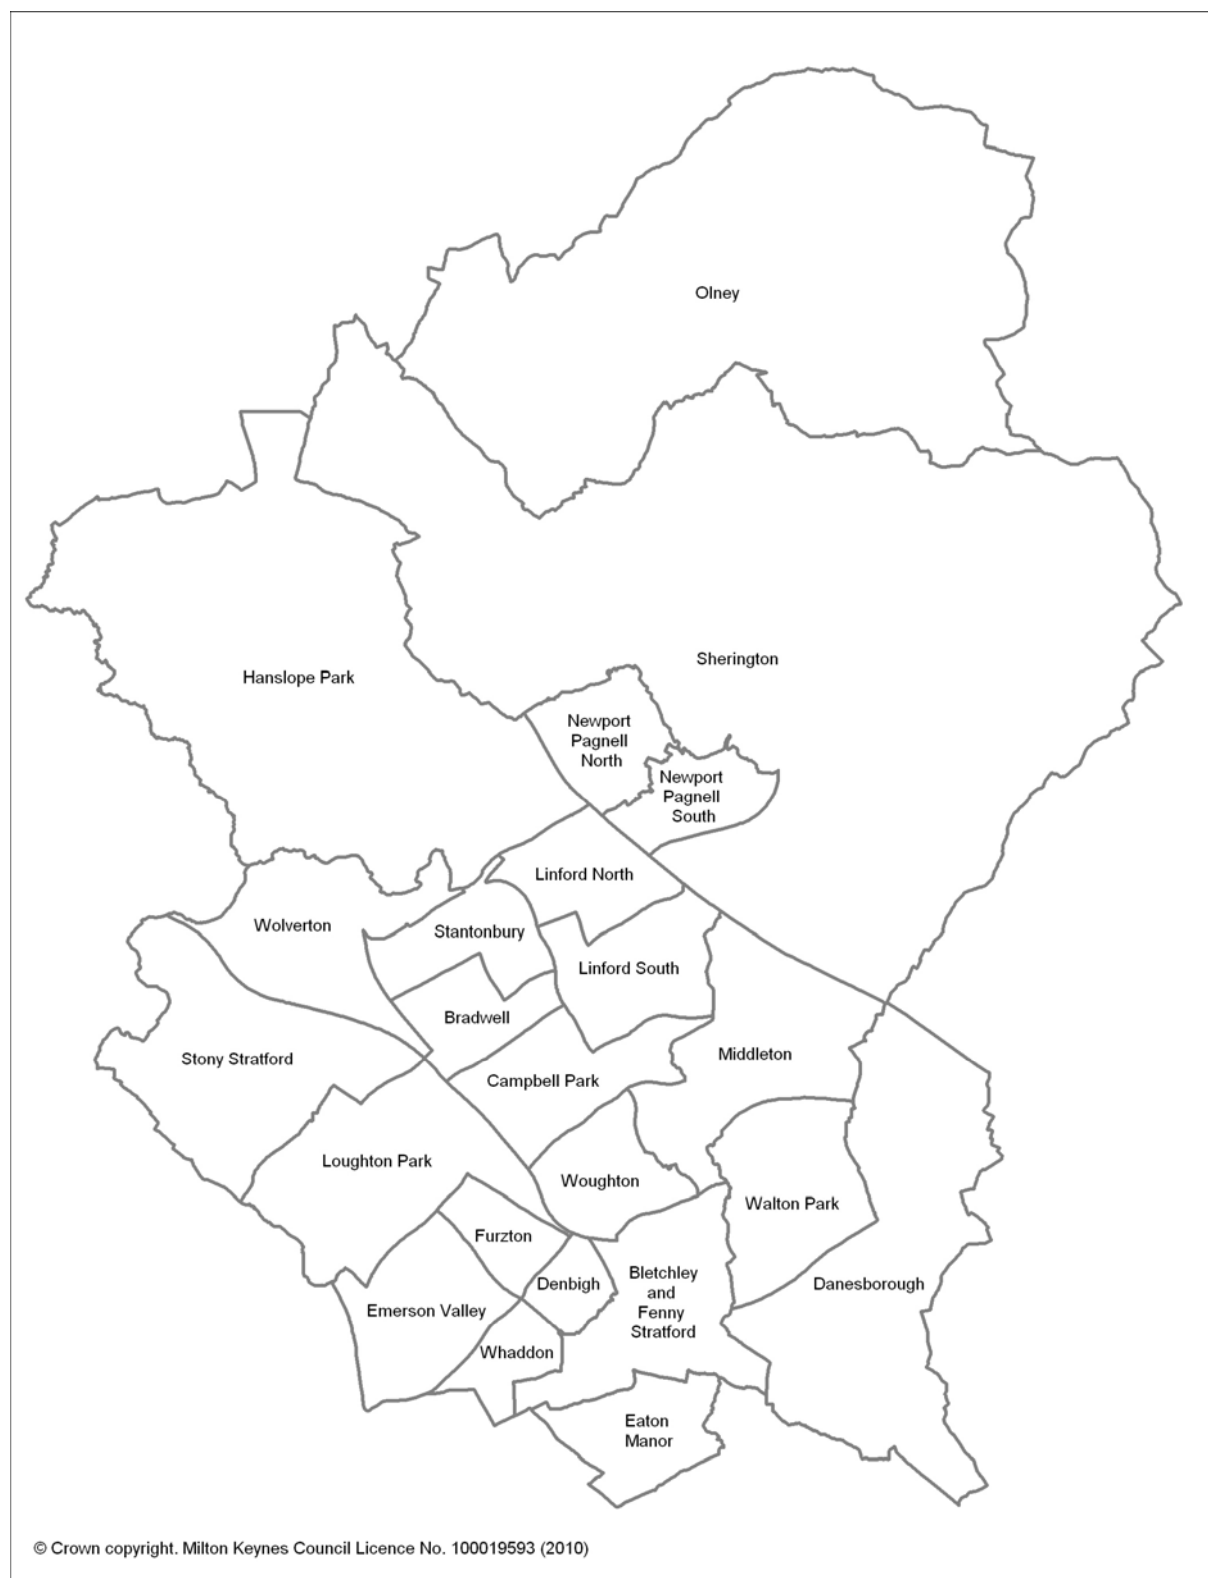 Olney
Sherington
Hanslope Park
Newport
Pagnell
North
Newport
Pagnell
South
Linford North
Wolverton
Stantonbury
Linford South
Bradwell
Stony Stratford
Middleton
Campbell Park
Loughton Park
Woughton
Walton Park
Furzton
Denbigh
Bletchley
and
Fenny
Stratford
Danesborough
Emerson Valley
Whaddon
Eaton
Manor
© Crown copyright. Milton Keynes Council Licence No. 100019593 (2010)